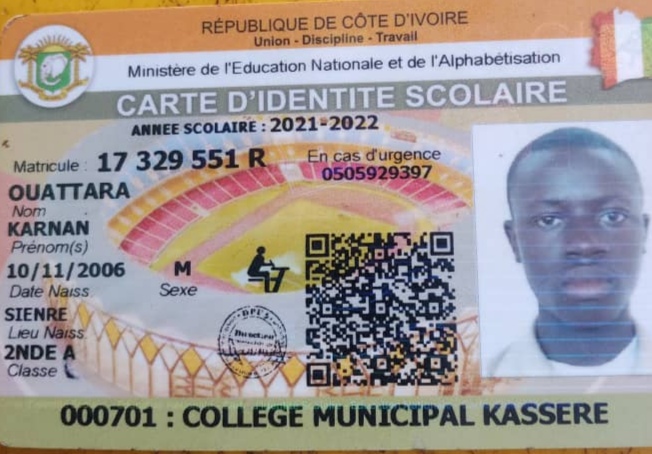 RÉPUBLIQUE DE CÔTE D'IVOIRE
Union - Discipline - Travail
Ministère de l'Education Nationale et de l'Alphabétisation
CARTE D'IDENTITE SCOLAIRE
ANNEE SCOLAIRE : 2021-2022
Matricule : 17 329 551 R
En cas d'urgence
0505929397
OUATTARA
Nom
KARNAN
Prénom(s)
10/11/2006 M
Date Naiss Sexe
SIENRE
Lieu Naiss
2NDE A
Classe
000701 : COLLEGE MUNICIPAL KASSERE